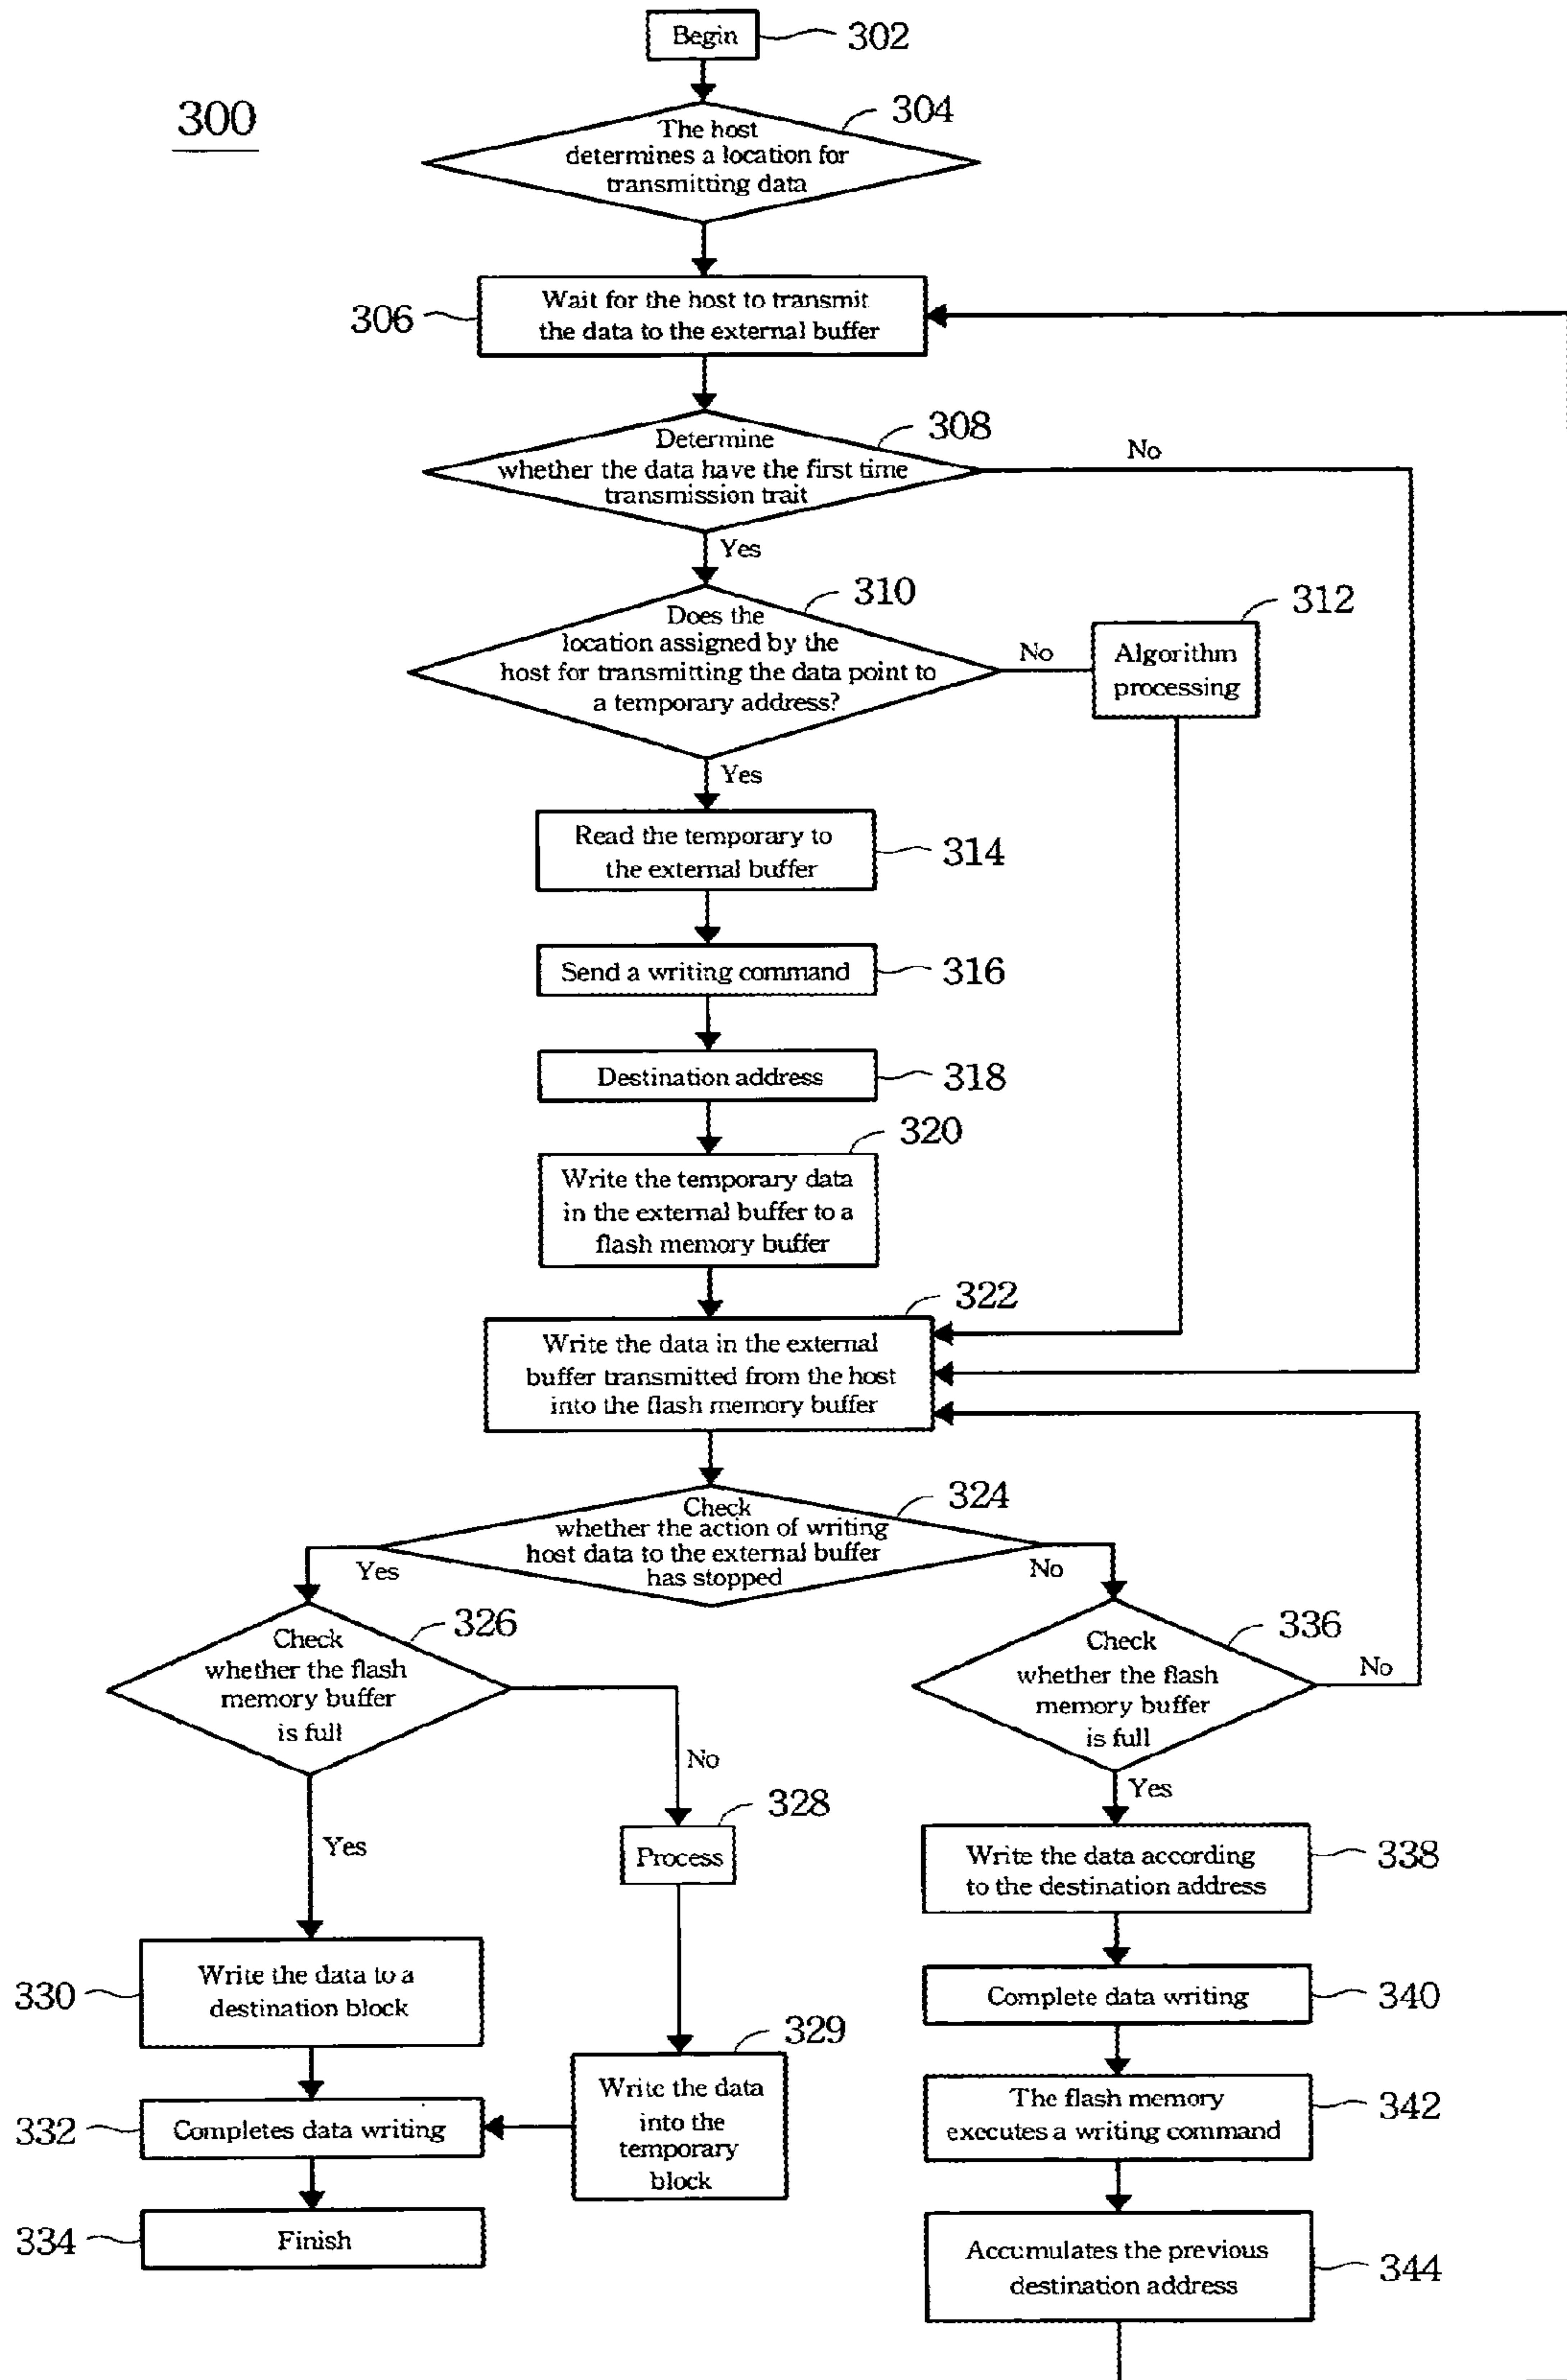 300
Begin
302
The host
determines a location for
transmitting data
304
Wait for the host to transmit
the data to the external buffer
306
Determine
whether the data have the first time
transmission trait
308
No
Yes
Does the
location assigned by the
host for transmitting the data point to
a temporary address?
310
No
Algorithm
processing
312
Yes
Read the temporary to
the external buffer
314
Send a writing command
316
Destination address
318
Write the temporary data
in the external buffer to a
flash memory buffer
320
Write the data in the external
buffer transmitted from the host
into the flash memory buffer
322
Check
whether the action of writing
host data to the external buffer
has stopped
324
Yes
No
Check
whether the flash
memory buffer
is full
326
Check
whether the flash
memory buffer
is full
336
No
No
Yes
Yes
Process
328
Write the data according
to the destination address
338
Write the data to a
destination block
330
Complete data writing
340
Write the data
into the
temporary
block
329
Completes data writing
332
The flash memory
executes a writing command
342
Finish
334
Accumulates the previous
destination address
344